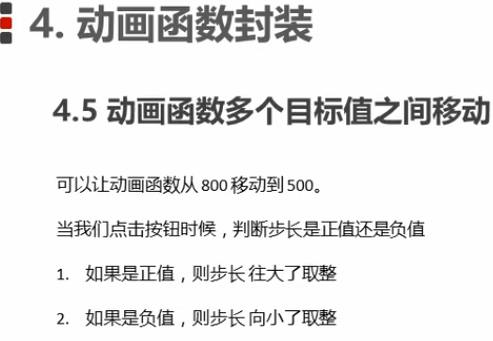 4. 动画函数封装
4.5 动画函数多个目标值之间移动
可以让动画函数从 800 移动到 500。
当我们点击按钮时候，判断步长是正值还是负值
1. 如果是正值，则步长 往大了取整
2. 如果是负值，则步长 向小了取整